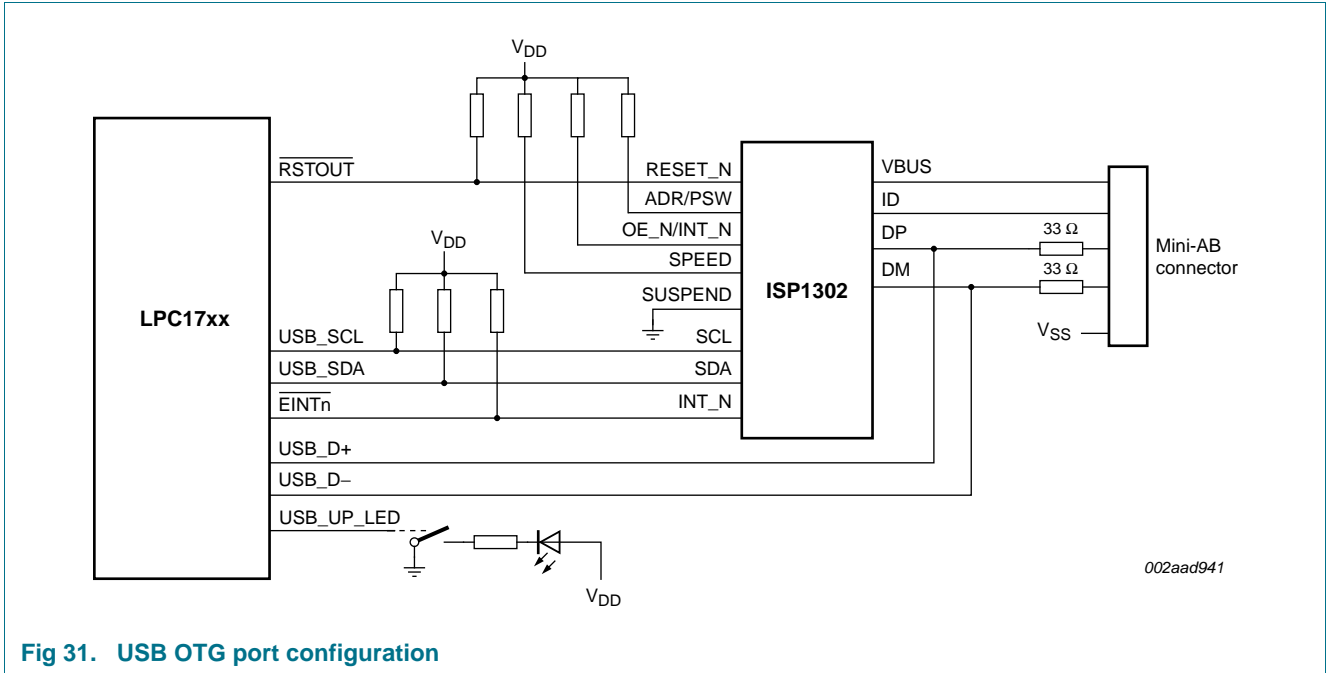 VDD
RSTOUT
RESET_N
VBUS
ADR/PSW
ID
OE_N/INT_N
DP
33 Ω
VDD
SPEED
DM
33 Ω
Mini-AB
connector
SUSPEND
ISP1302
LPC17xx
VSS
USB_SCL
SCL
USB_SDA
SDA
EINTn
INT_N
USB_D+
USB_D−
USB_UP_LED
VDD
002aad941
Fig 31. USB OTG port configuration